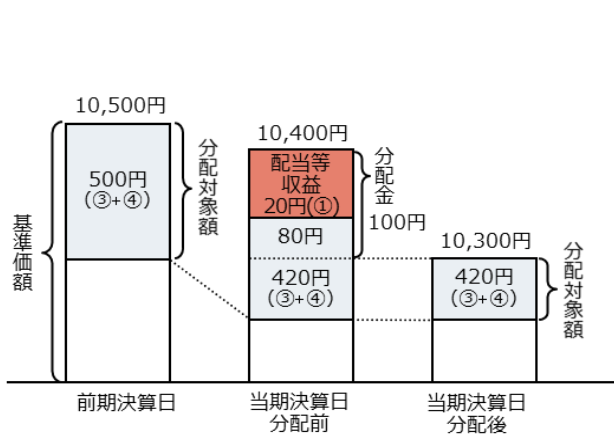 10,500円
500円
(③+④)
分配対象額
基準価額
前期決算日
10,400円
配当等
収益
20円(①)
80円
420円
(③+④)
分配金
100円
当期決算日
分配前
10,300円
420円
(③+④)
分配対象額
当期決算日
分配後